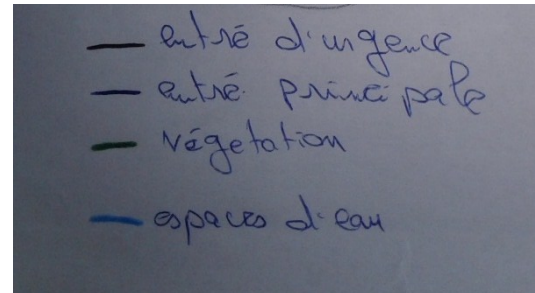 entré d'urgence
entré principale
végetation
espaces d'eau